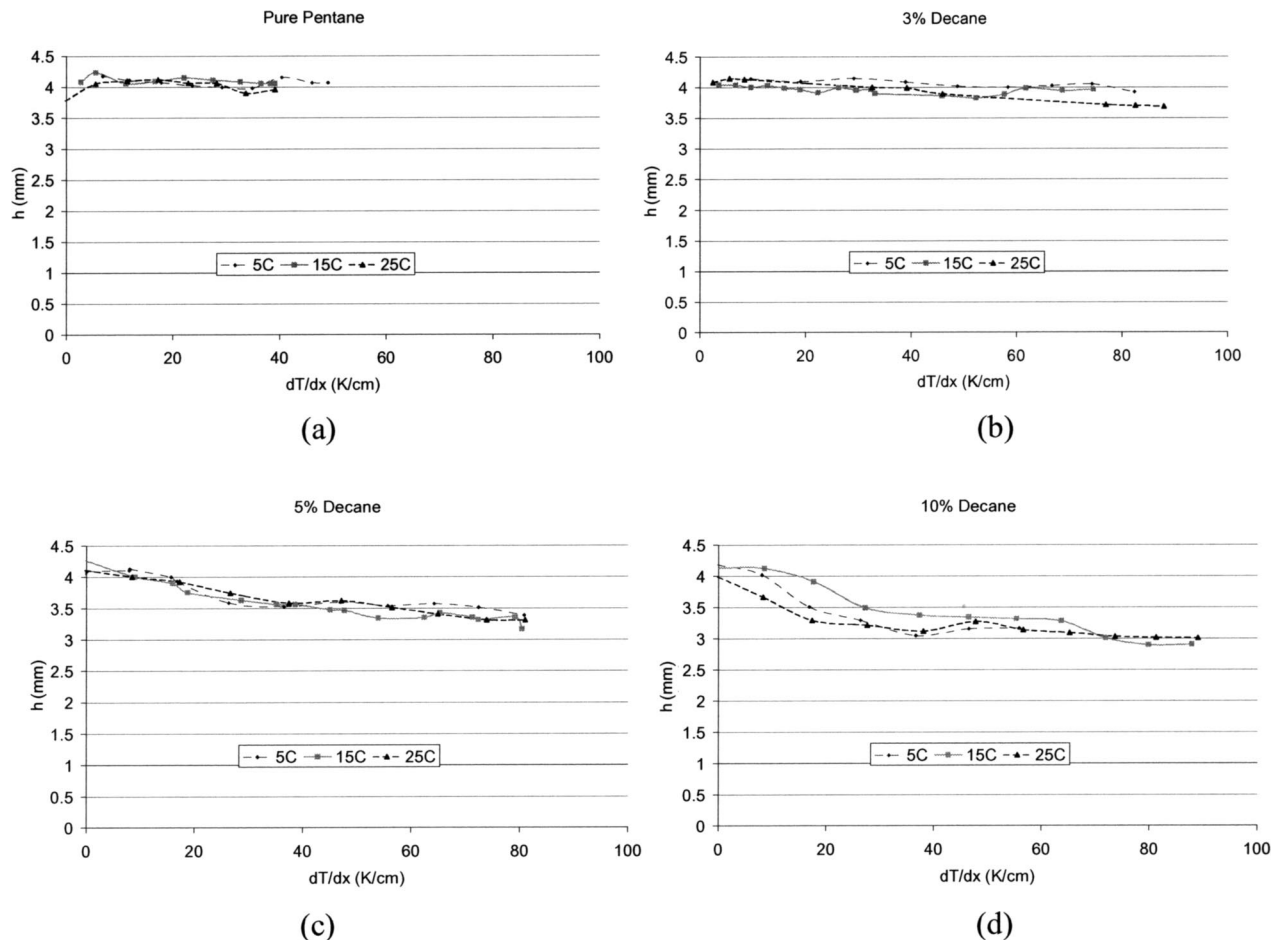 Pure Pentane
4.5
4
3.5
3
2.5
2
1.5
1
0.5
0
h (mm)
5C 15C 25C
0 20 40 60 80 100
dT/dx (K/cm)
(a)
3% Decane
4.5
4
3.5
3
2.5
2
1.5
1
0.5
0
h (mm)
5C 15C 25C
0 20 40 60 80 100
dT/dx (K/cm)
(b)
5% Decane
4.5
4
3.5
3
2.5
2
1.5
1
0.5
0
h (mm)
5C 15C 25C
0 20 40 60 80 100
dT/dx (K/cm)
(c)
10% Decane
4.5
4
3.5
3
2.5
2
1.5
1
0.5
0
h (mm)
5C 15C 25C
0 20 40 60 80 100
dT/dx (K/cm)
(d)